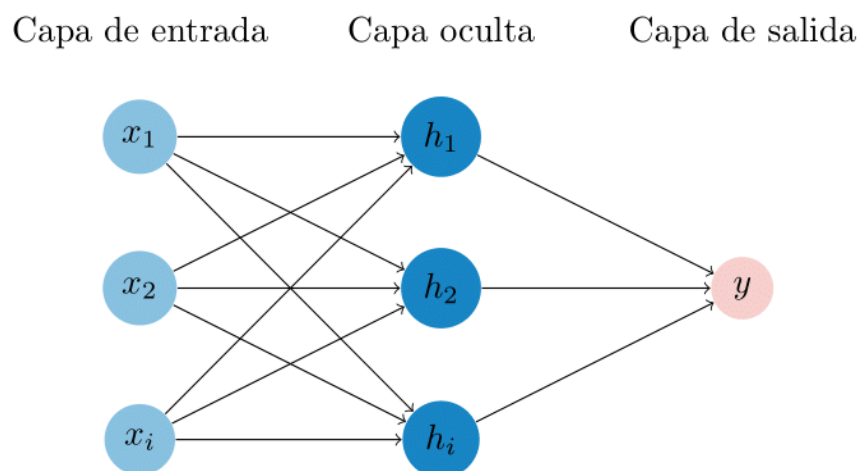 Capa de entrada Capa oculta Capa de salida
x₁ h₁
x₂ h₂ y
xᵢ hᵢ